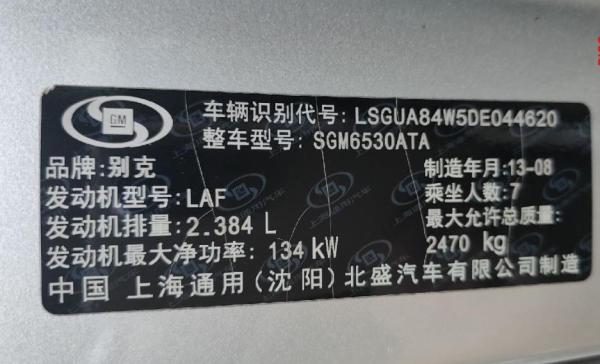 GM
车辆识别代号: LSGUA84W5DE044620
整车型号: SGM6530ATA
品牌:别克
制造年月:13-08
发动机型号:LAF
乘坐人数:7
发动机排量:2.384 L
最大允许总质量:
发动机最大净功率: 134 kW
2470 kg
中国 上海通用(沈阳)北盛汽车有限公司制造